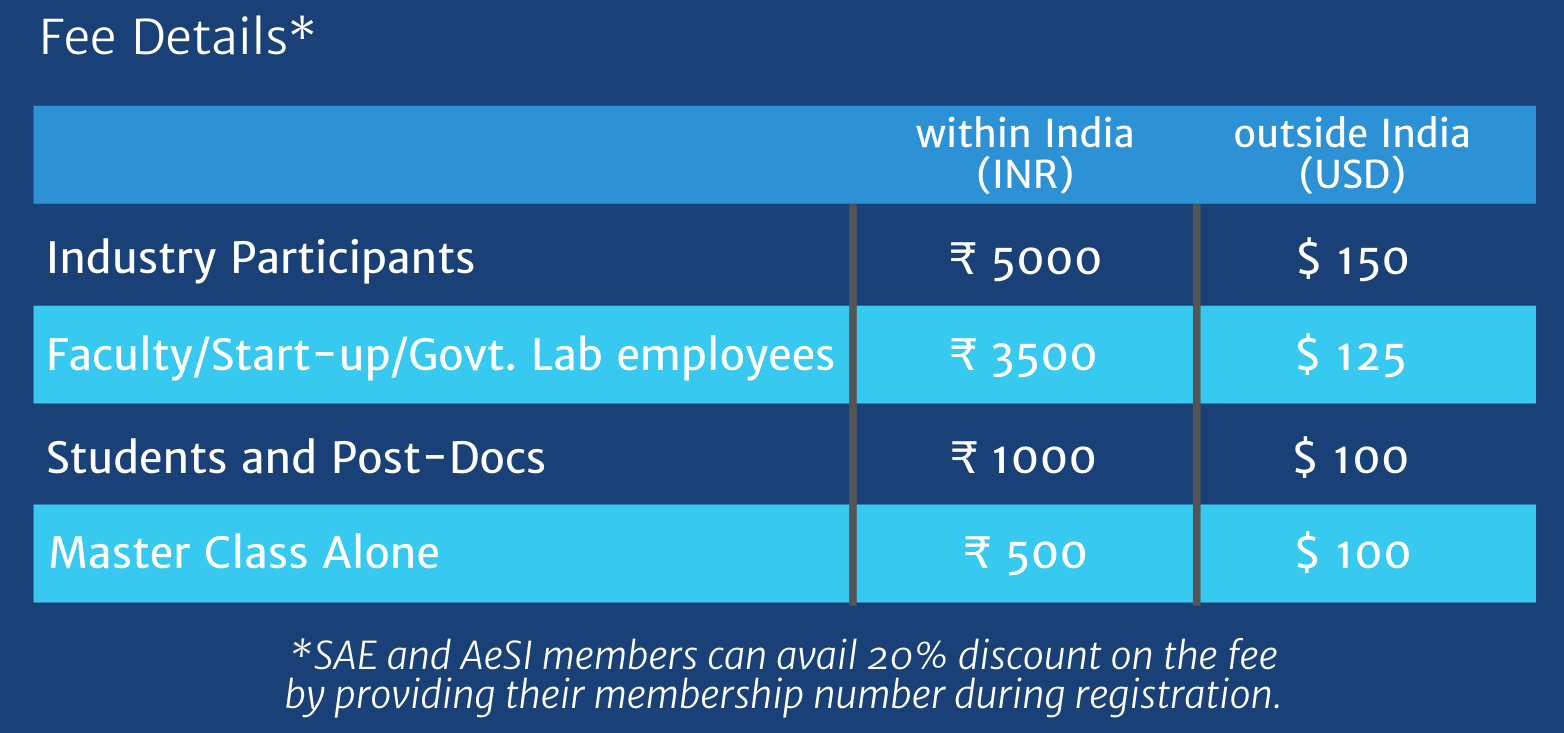 Fee Details*
within India outside India
(INR) (USD)
Industry Participants ₹ 5000 $ 150
Faculty/Start-up/Govt. Lab employees ₹ 3500 $ 125
Students and Post-Docs ₹ 1000 $ 100
Master Class Alone ₹ 500 $ 100
*SAE and AeSI members can avail 20% discount on the fee
by providing their membership number during registration.